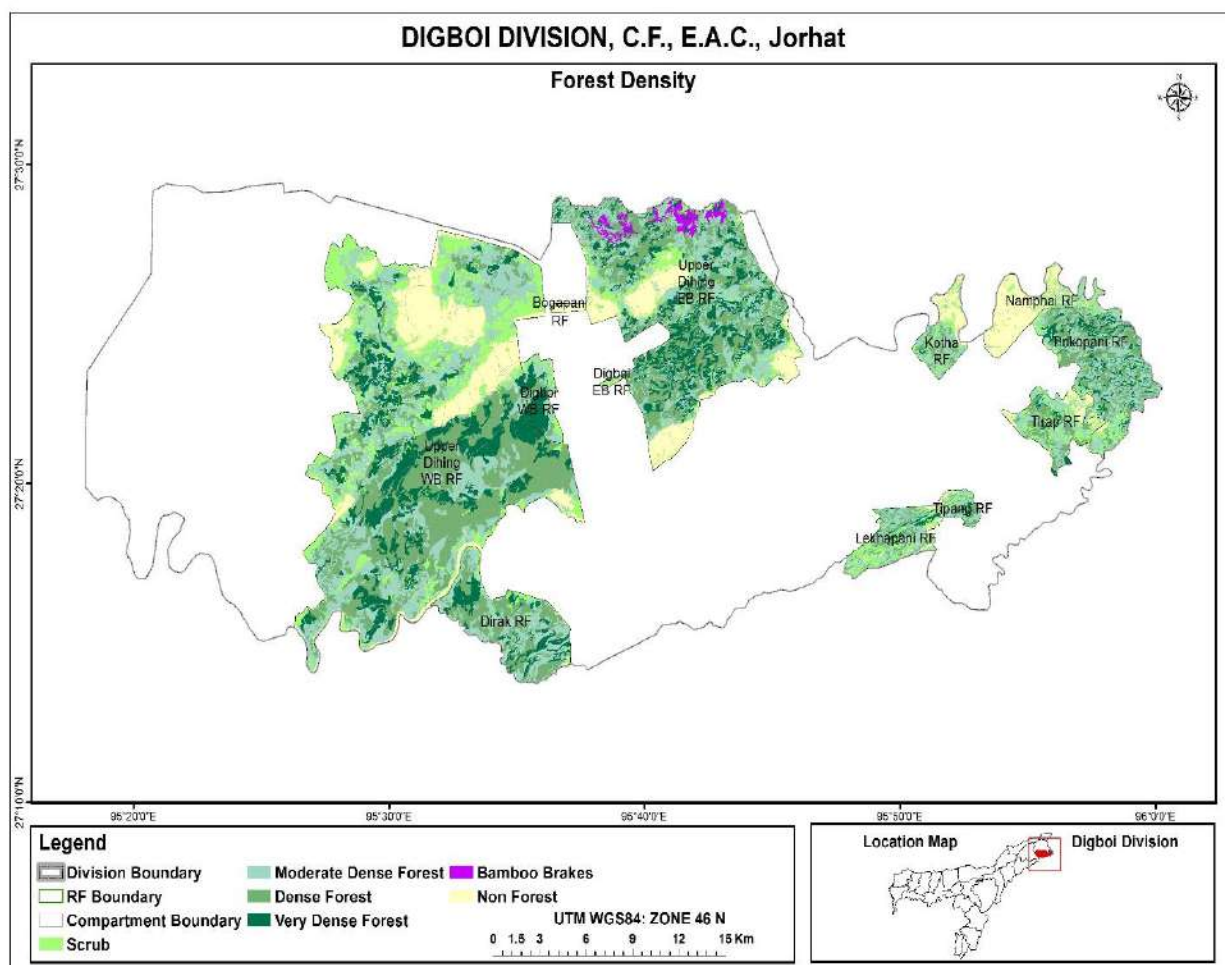 DIGBOI DIVISION, C.F., E.A.C., Jorhat
Forest Density
N
W
E
S
27°30'0"N
27°20'0"N
27°10'0"N
Upper
Dihing
EB RF
Bogapani
RF
Namphai RF
Kotha
RF
Tirap RF
Digboi
WB RF
Upper
Dihing
WB RF
Tipang RF
Lekhapani RF
Dirak RF
95°20'0"E
95°30'0"E
95°40'0"E
95°50'0"E
96°0'0"E
Legend
Division Boundary
RF Boundary
Compartment Boundary
Scrub
Moderate Dense Forest
Dense Forest
Very Dense Forest
Bamboo Brakes
Non Forest
UTM WGS84: ZONE 46 N
0 1.5 3 6 9 12 15 Km
Location Map
Digboi Division